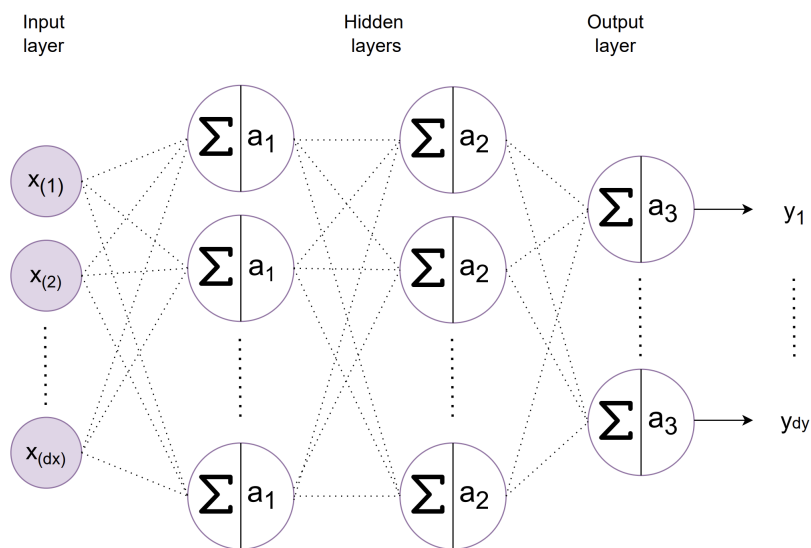 Input
layer
Hidden
layers
Output
layer
x(1)
x(2)
x(dx)
Σ a1
Σ a1
Σ a1
Σ a2
Σ a2
Σ a2
Σ a3
Σ a3
y1
ydy